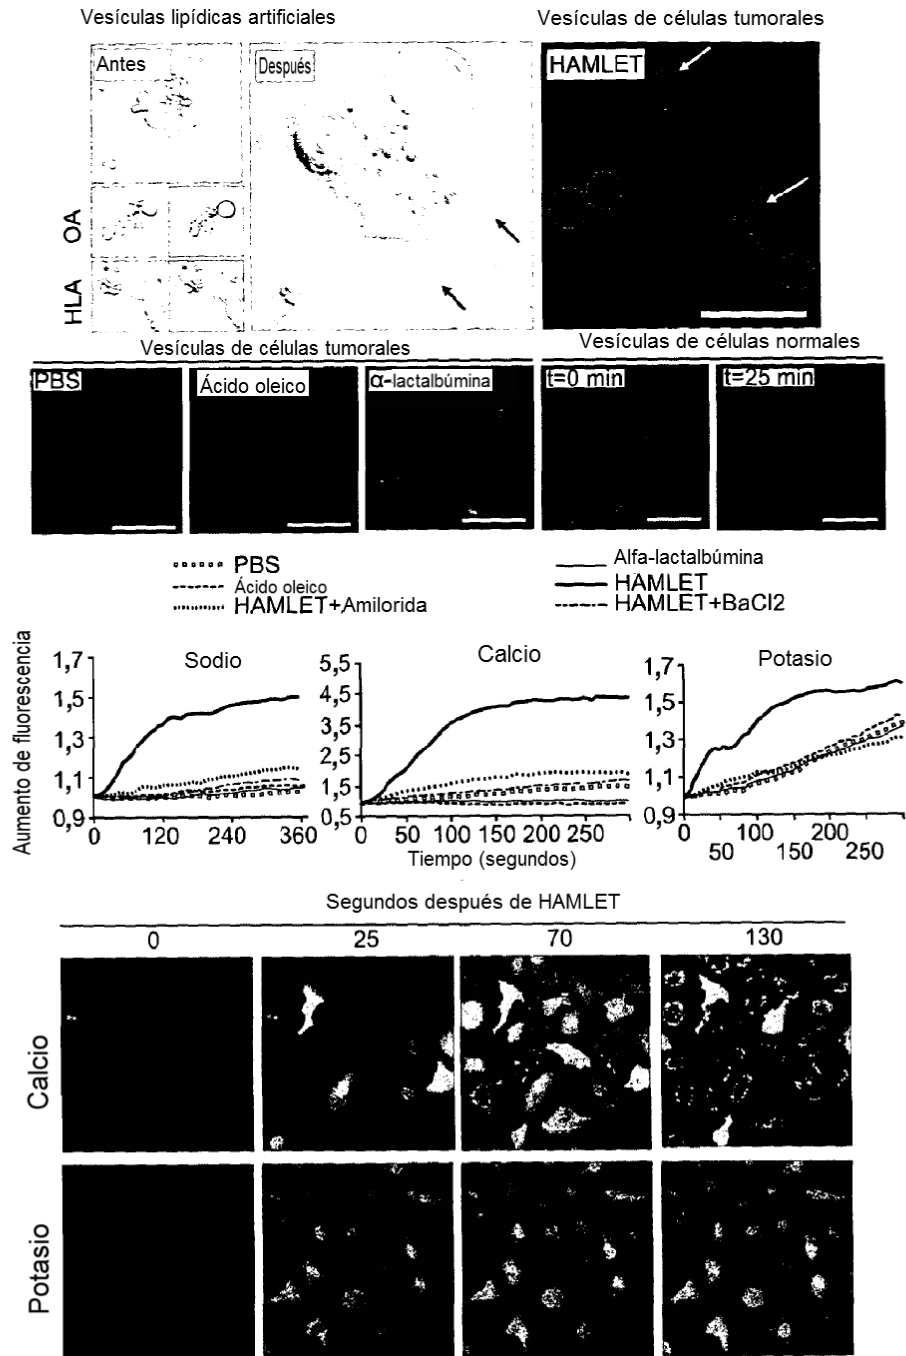 Vesículas lipídicas artificiales
Vesículas de células tumorales
Antes
Después
HAMLET
OA
HLA
Vesículas de células tumorales
Vesículas de células normales
PBS
Ácido oleico
α-lactalbúmina
t=0 min
t=25 min
PBS
Ácido oleico
HAMLET+Amilorida
Alfa-lactalbúmina
HAMLET
HAMLET+BaCl2
Aumento de fluorescencia
Sodio
1,7
1,5
1,3
1,1
0,9
0 120 240 360
Calcio
5,5
4,5
3,5
2,5
1,5
0,5
0 50 100 150 200 250
Tiempo (segundos)
Potasio
1,7
1,5
1,3
1,1
0,9
0 100 200
50 150 250
Segundos después de HAMLET
0 25 70 130
Calcio
Potasio